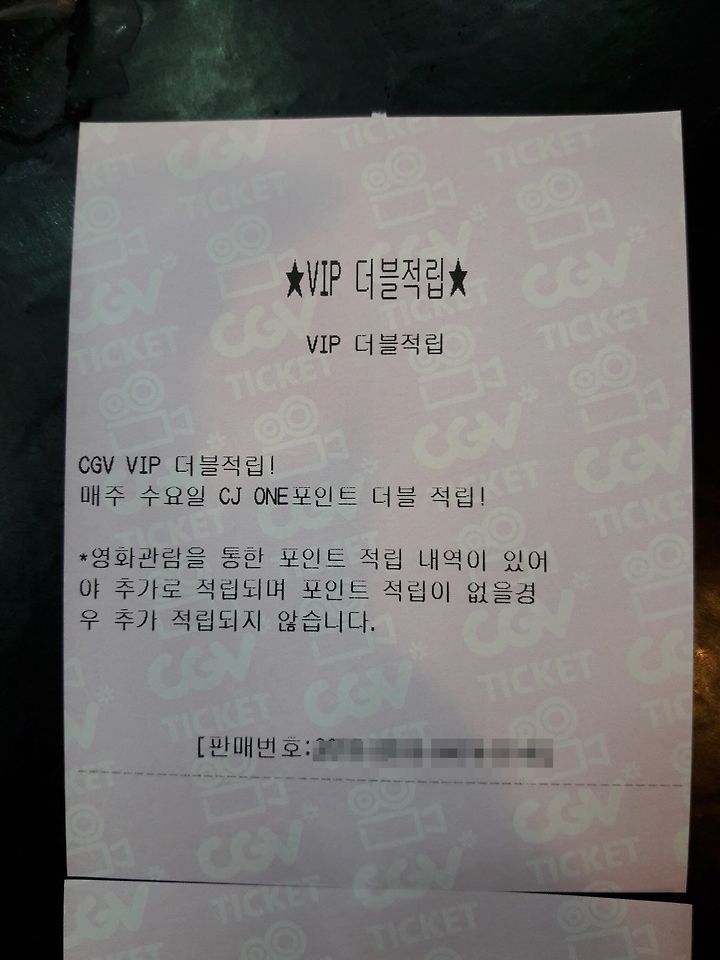 ★VIP 더블적립★
VIP 더블적립
CGV VIP 더블적립!
매주 수요일 CJ ONE포인트 더블 적립!
*영화관람을 통한 포인트 적립 내역이 있어
야 추가로 적립되며 포인트 적립이 없을경
우 추가 적립되지 않습니다.
[판매번호: